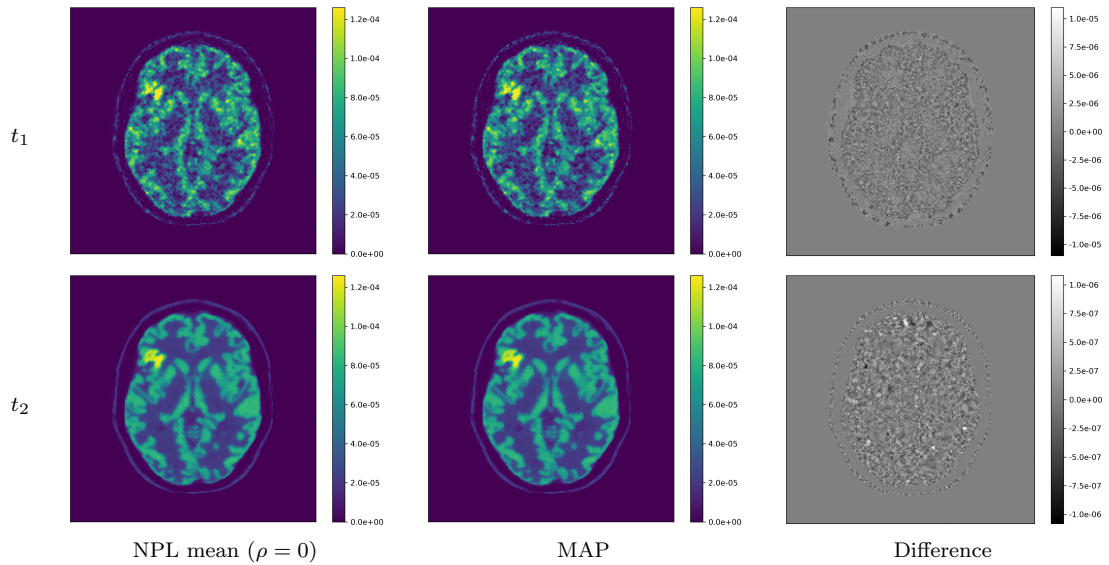 1.2e-04
1.0e-04
8.0e-05
6.0e-05
4.0e-05
2.0e-05
0.0e+00
1.2e-04
1.0e-04
8.0e-05
6.0e-05
4.0e-05
2.0e-05
0.0e+00
1.0e-05
7.5e-06
5.0e-06
2.5e-06
0.0e+00
-2.5e-06
-5.0e-06
-7.5e-06
-1.0e-05
t₁
1.2e-04
1.0e-04
8.0e-05
6.0e-05
4.0e-05
2.0e-05
0.0e+00
1.2e-04
1.0e-04
8.0e-05
6.0e-05
4.0e-05
2.0e-05
0.0e+00
1.0e-06
7.5e-07
5.0e-07
2.5e-07
0.0e+00
-2.5e-07
-5.0e-07
-7.5e-07
-1.0e-06
t₂
NPL mean (ρ = 0)
MAP
Difference